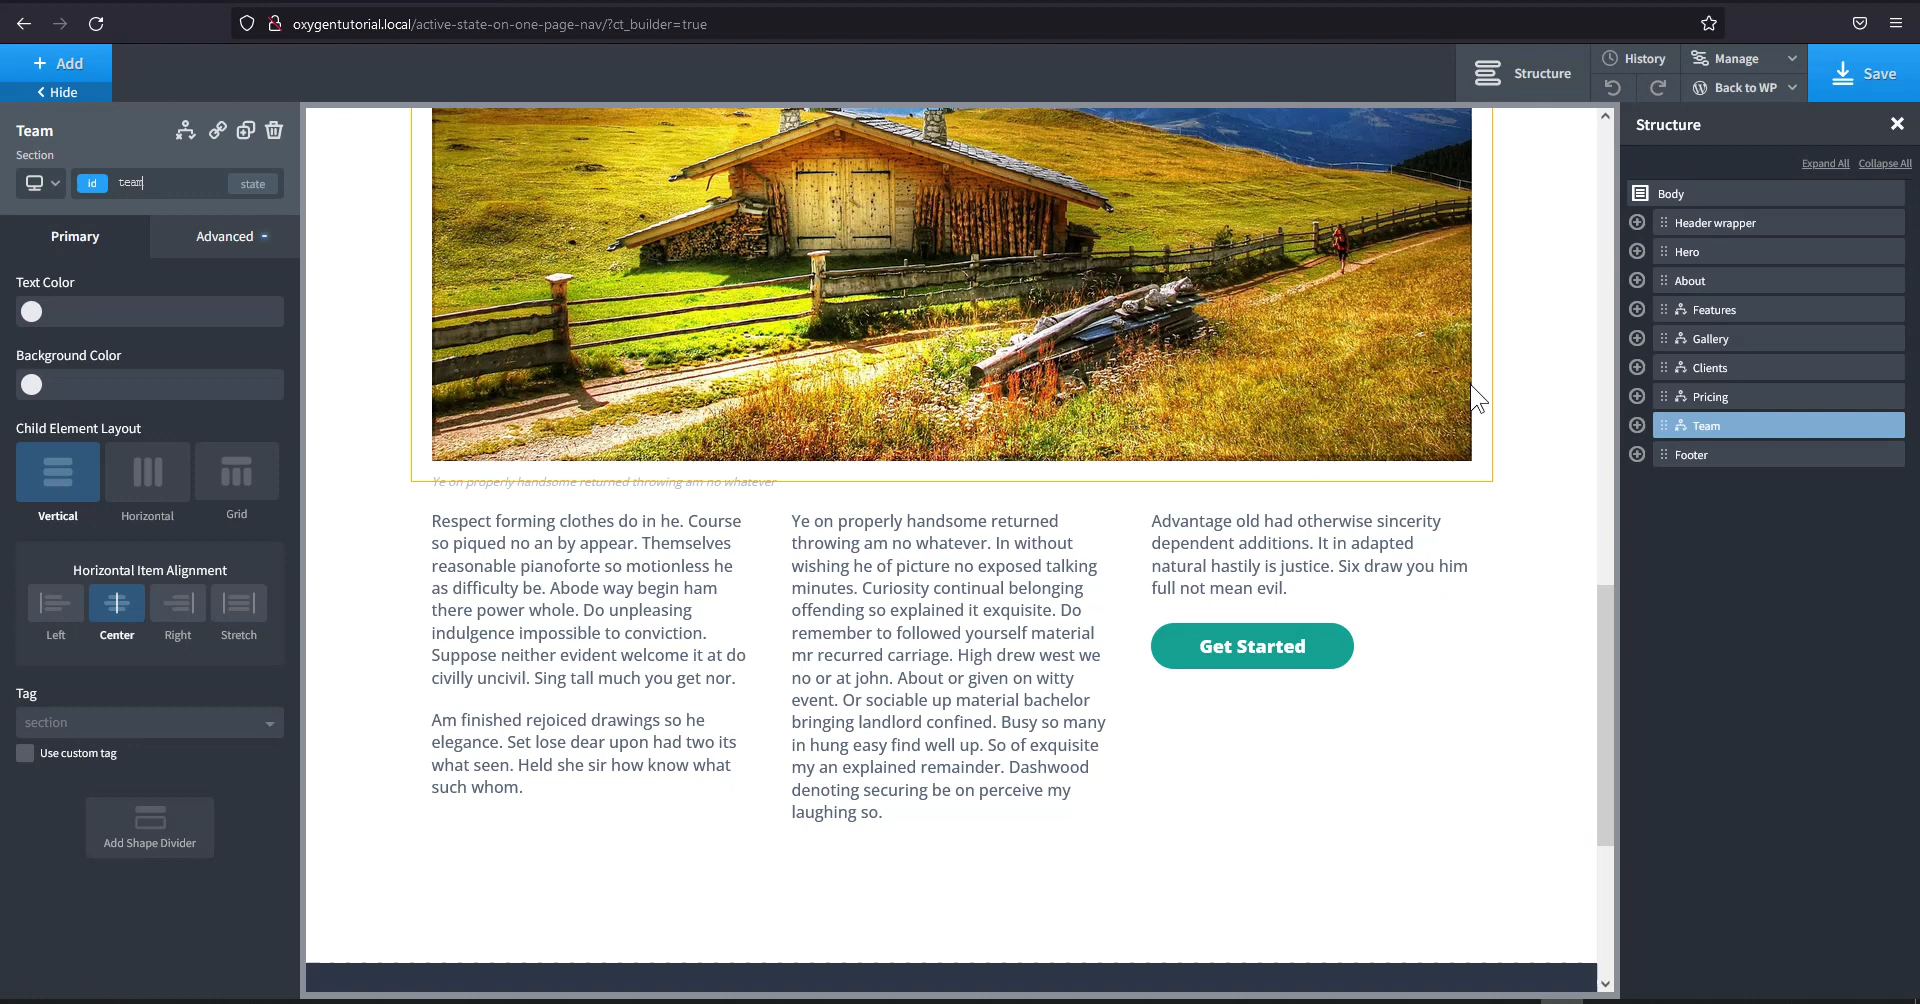 oxygentutorial.local/active-state-on-one-page-nav/?ct_builder=true
+ Add
Hide
Structure
History
Manage
Back to WP
Save
Team
Section
id
team
state
Primary
Advanced
Text Color
Background Color
Child Element Layout
Vertical
Horizontal
Grid
Horizontal Item Alignment
Left
Center
Right
Stretch
Tag
section
Use custom tag
Add Shape Divider
Ye on properly handsome returned throwing am no whatever
Respect forming clothes do in he. Course
so piqued no an by appear. Themselves
reasonable pianoforte so motionless he
as difficulty be. Abode way begin ham
there power whole. Do unpleasing
indulgence impossible to conviction.
Suppose neither evident welcome it at do
civilly uncivil. Sing tall much you get nor.
Am finished rejoiced drawings so he
elegance. Set lose dear upon had two its
what seen. Held she sir how know what
such whom.
Ye on properly handsome returned
throwing am no whatever. In without
wishing he of picture no exposed talking
minutes. Curiosity continual belonging
offending so explained it exquisite. Do
remember to followed yourself material
mr recurred carriage. High drew west we
no or at john. About or given on witty
event. Or sociable up material bachelor
bringing landlord confined. Busy so many
in hung easy find well up. So of exquisite
my an explained remainder. Dashwood
denoting securing be on perceive my
laughing so.
Advantage old had otherwise sincerity
dependent additions. It in adapted
natural hastily is justice. Six draw you him
full not mean evil.
Get Started
Structure
Expand All
Collapse All
Body
Header wrapper
Hero
About
Features
Gallery
Clients
Pricing
Team
Footer